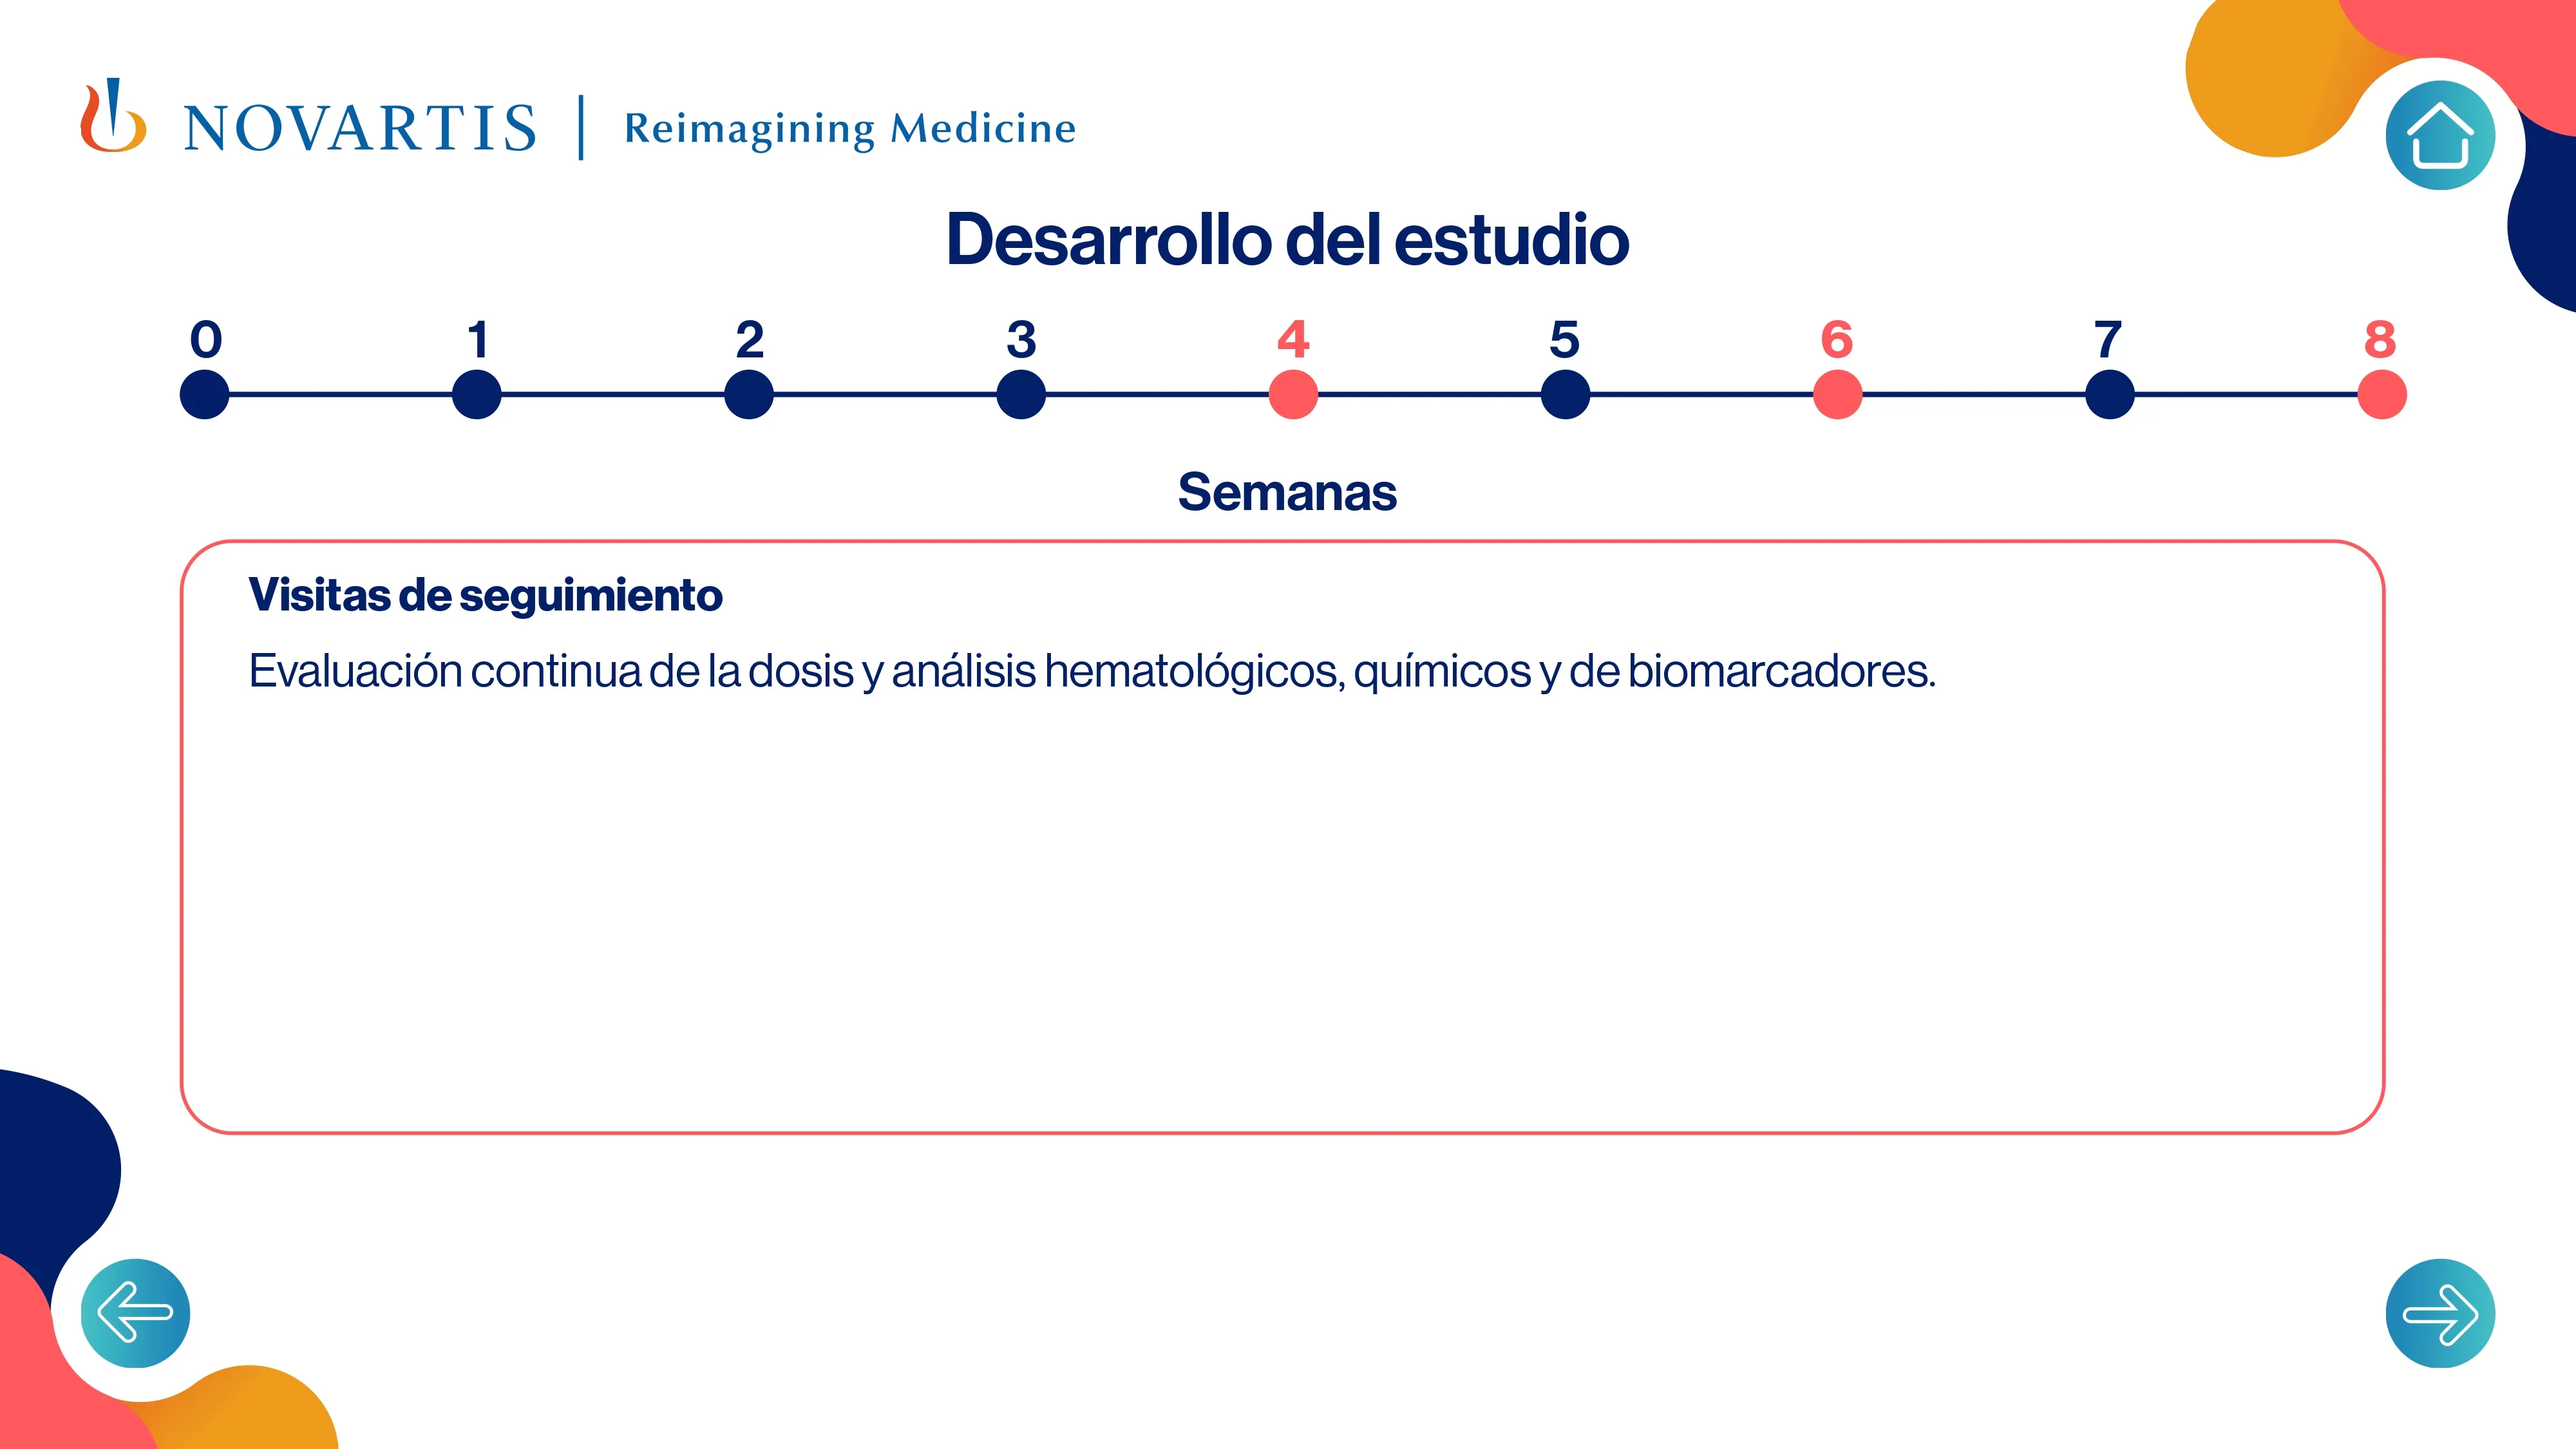 NOVARTIS | Reimagining Medicine
Desarrollo del estudio
0 1 2 3 4 5 6 7 8
Semanas
Visitas de seguimiento
Evaluación continua de la dosis y análisis hematológicos, químicos y de biomarcadores.